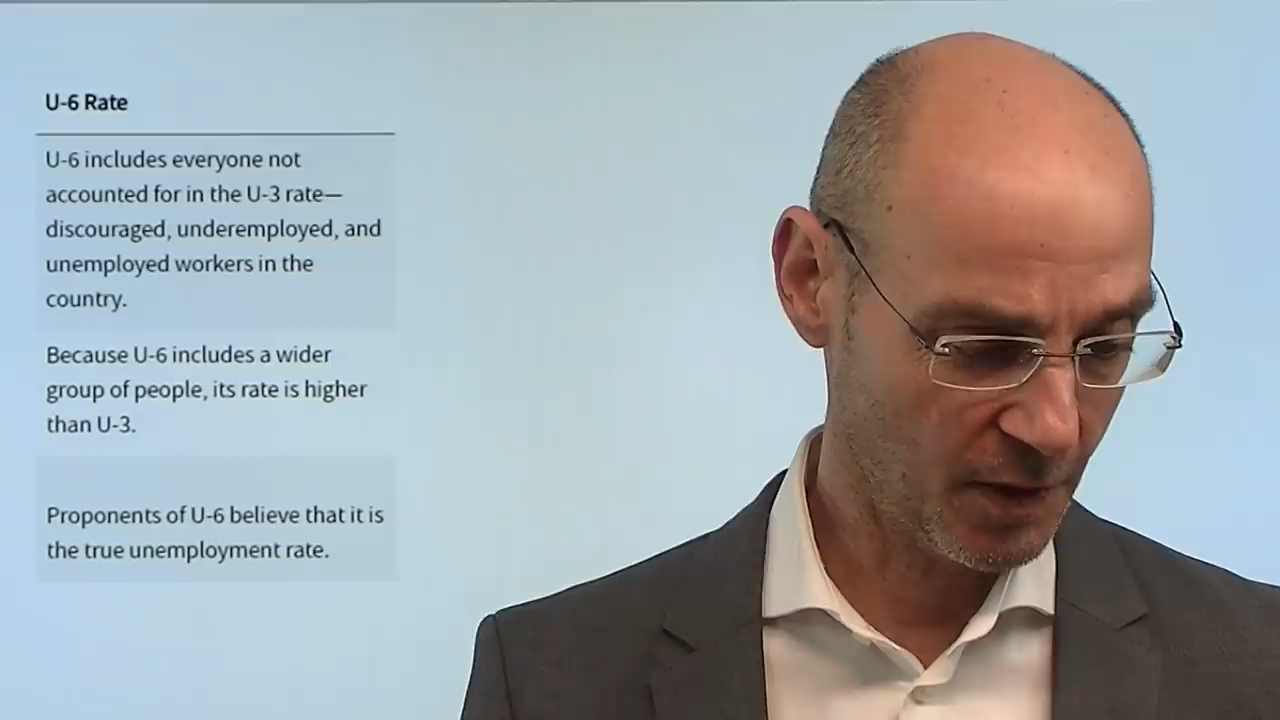 U-6 Rate
U-6 includes everyone not
accounted for in the U-3 rate—
discouraged, underemployed, and
unemployed workers in the
country.
Because U-6 includes a wider
group of people, its rate is higher
than U-3.
Proponents of U-6 believe that it is
the true unemployment rate.